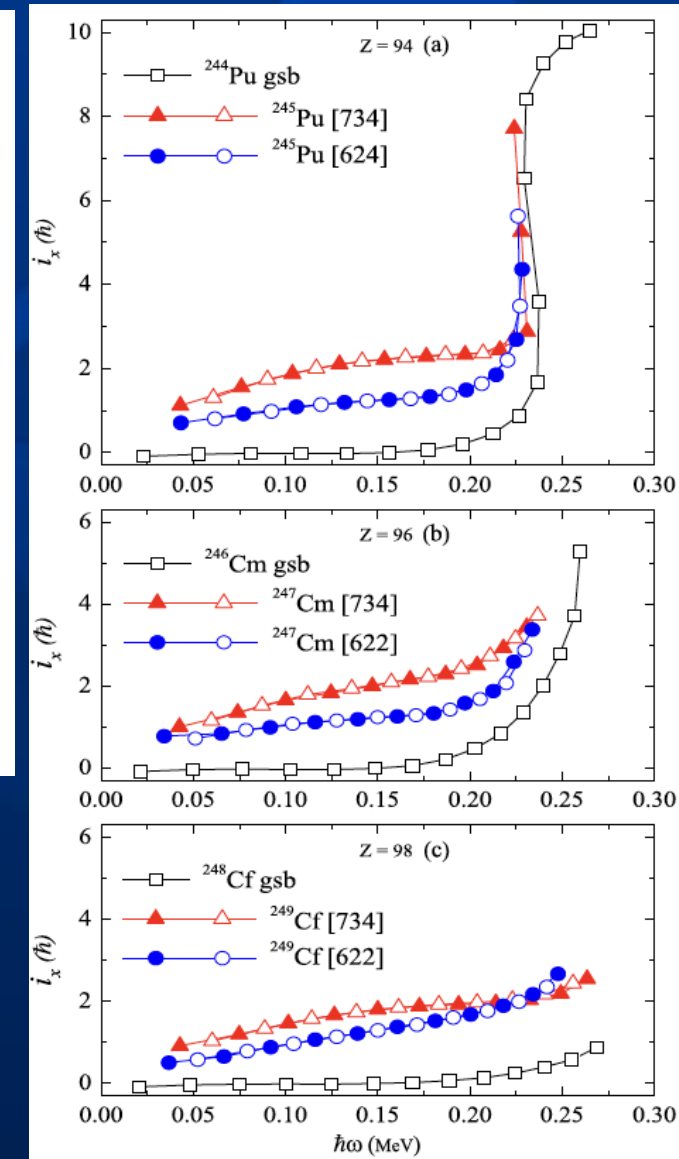 Z = 94 (a)
²⁴⁴Pu gsb
²⁴⁵Pu [734]
²⁴⁵Pu [624]
iₓ (ħ)
10
8
6
4
2
0
0.00 0.05 0.10 0.15 0.20 0.25 0.30
Z = 96 (b)
²⁴⁶Cm gsb
²⁴⁷Cm [734]
²⁴⁷Cm [622]
iₓ (ħ)
6
4
2
0
0.00 0.05 0.10 0.15 0.20 0.25 0.30
Z = 98 (c)
²⁴⁸Cf gsb
²⁴⁹Cf [734]
²⁴⁹Cf [622]
iₓ (ħ)
6
4
2
0
0.00 0.05 0.10 0.15 0.20 0.25 0.30
ħω (MeV)